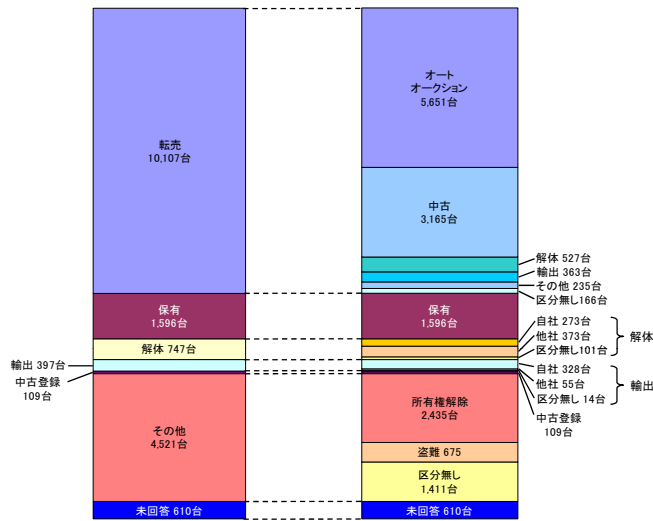 転売
10,107台
保有
1,596台
解体 747台
輸出 397台
中古登録
109台
その他
4,521台
未回答 610台
オート
オークション
5,651台
中古
3,165台
解体 527台
輸出 363台
その他 235台
区分無し166台
保有
1,596台
自社 273台
他社 373台
区分無し101台
解体
自社 328台
他社 55台
区分無し 14台
輸出
中古登録
109台
所有権解除
2,435台
盗難 675
区分無し
1,411台
未回答 610台